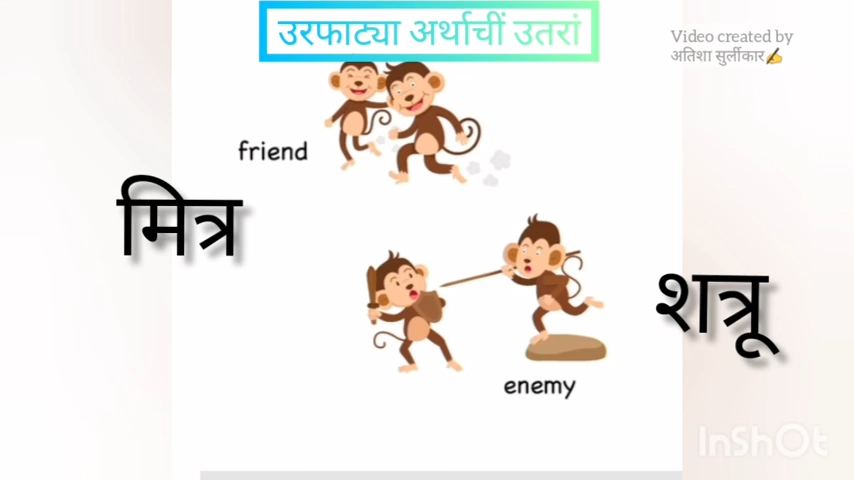 उरफाट्या अर्थाचीं उतरां
Video created by
अतिशा सुर्लीकार✍️
friend
मित्र
शत्रू
enemy
InShOt